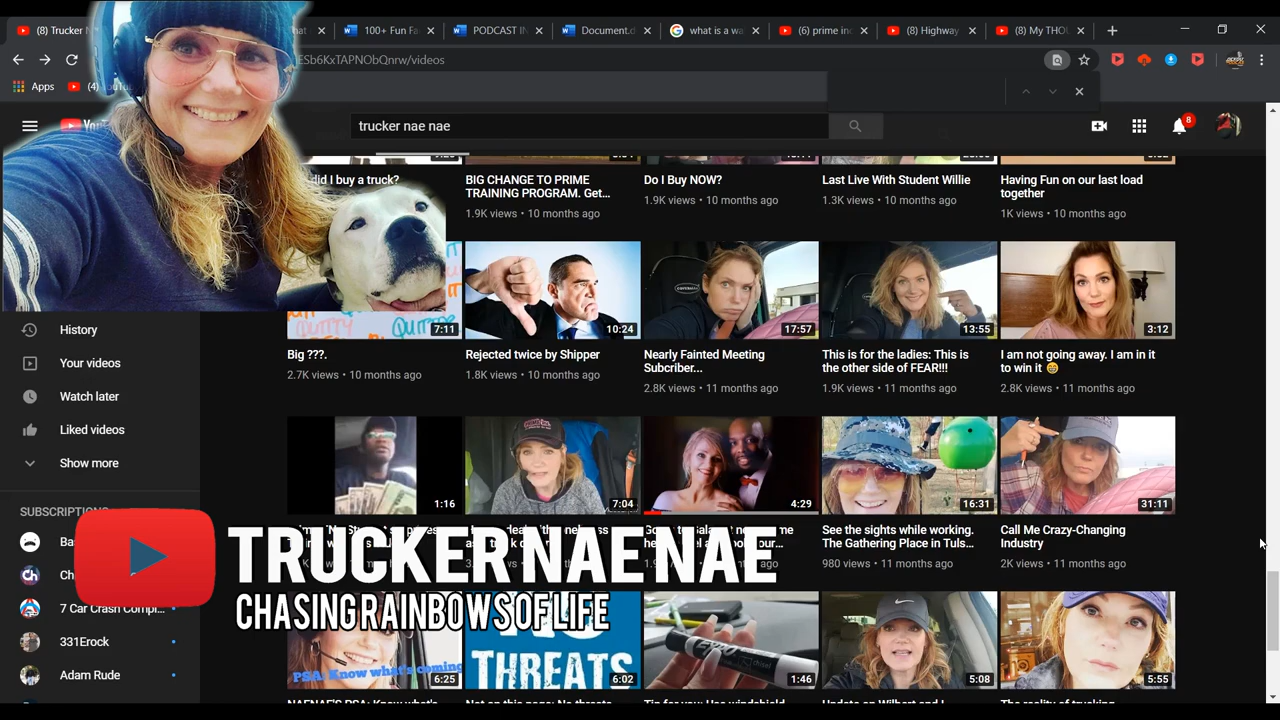 (8) Trucker N
hat
100+ Fun Fa
PODCAST IN
Document.d
what is a wa
(6) prime in
(8) Highway
(8) My THO
ESb6KxTAPNObQnrw/videos
Apps
trucker nae nae
8
did I buy a truck?
BIG CHANGE TO PRIME
TRAINING PROGRAM. Get...
1.9K views • 10 months ago
Do I Buy NOW?
1.9K views • 10 months ago
Last Live With Student Willie
1.3K views • 10 months ago
Having Fun on our last load
together
1K views • 10 months ago
History
Your videos
Watch later
Liked videos
Show more
SUBSCRIPTIONS
7 Car Crash Compi...
331Erock
Adam Rude
7:11
Big ???.
2.7K views • 10 months ago
10:24
Rejected twice by Shipper
1.8K views • 10 months ago
17:57
Nearly Fainted Meeting
Subcriber...
2.8K views • 11 months ago
13:55
This is for the ladies: This is
the other side of FEAR!!!
1.9K views • 11 months ago
3:12
I am not going away. I am in it
to win it 😁
2.8K views • 11 months ago
1:16
7:04
4:29
16:31
See the sights while working.
The Gathering Place in Tuls...
980 views • 11 months ago
31:11
Call Me Crazy-Changing
Industry
2K views • 11 months ago
TRUCKER NAE NAE
CHASING RAINBOWS OF LIFE
PSA: Know what's coming
6:25
THREATS
6:02
EXPO
1:46
5:08
5:55